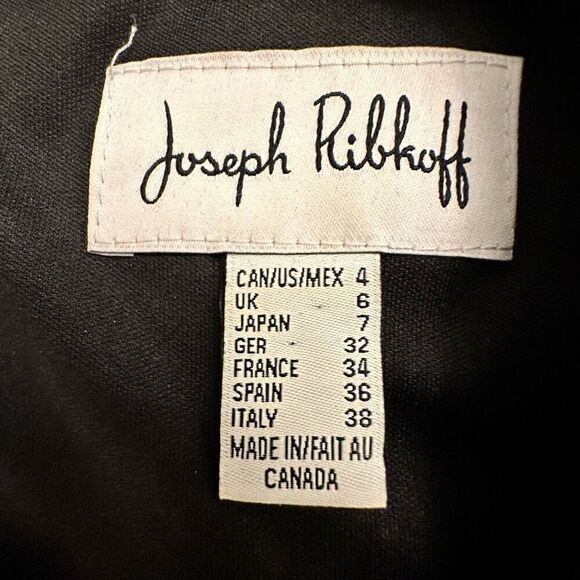 Joseph Ribkoff
CAN/US/MEX 4
UK 6
JAPAN 7
GER 32
FRANCE 34
SPAIN 36
ITALY 38
MADE IN/FAIT AU
CANADA